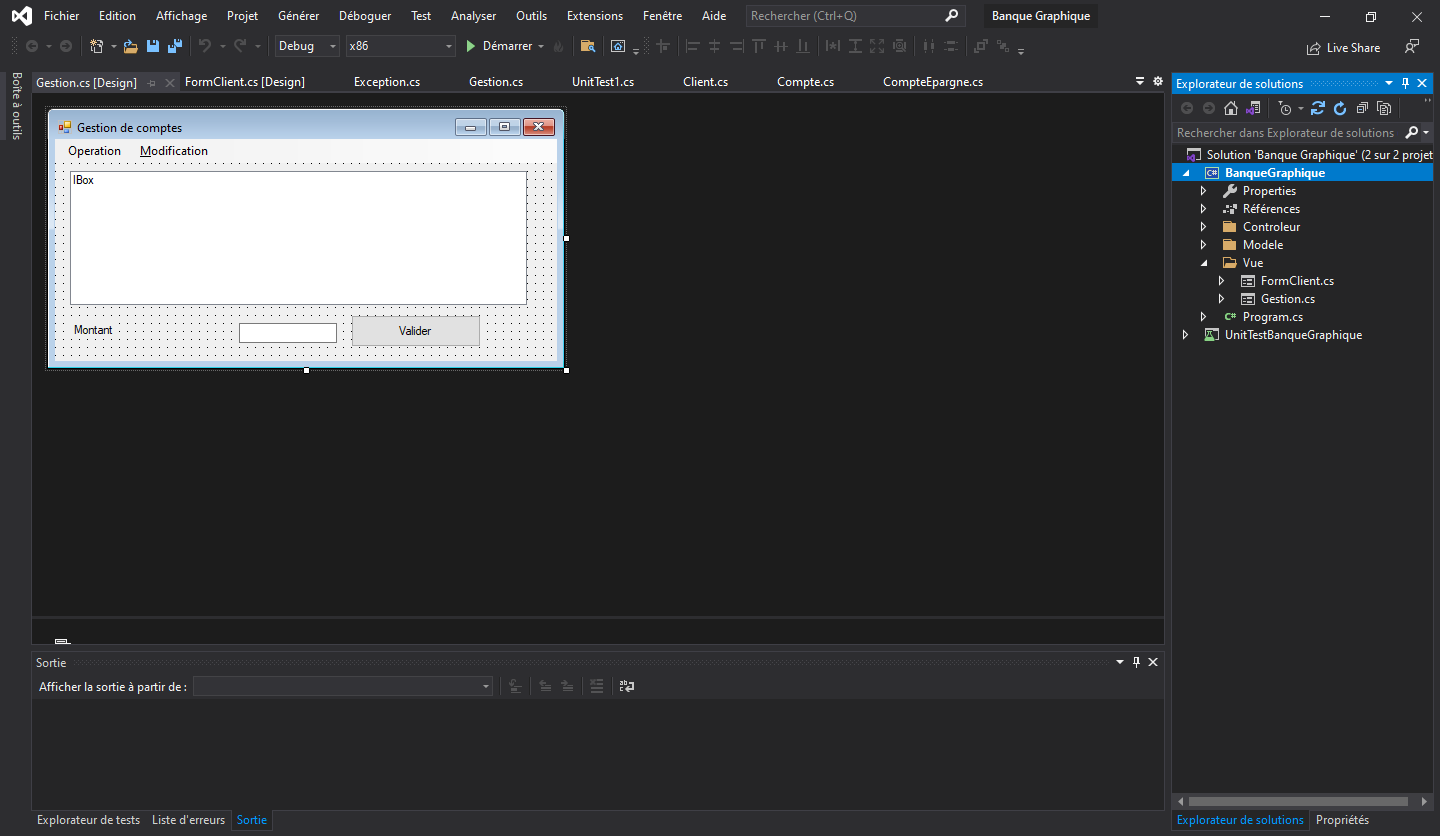 Fichier Edition Affichage Projet Générer Déboguer Test Analyser Outils Extensions Fenêtre Aide Rechercher (Ctrl+Q) Banque Graphique
Debug x86 Démarrer Live Share
Boîte à outils
Gestion.cs [Design] FormClient.cs [Design] Exception.cs Gestion.cs UnitTest1.cs Client.cs Compte.cs CompteEpargne.cs
Gestion de comptes
Operation Modification
lBox
Montant Valider
Explorateur de solutions
Rechercher dans Explorateur de solutions
Solution 'Banque Graphique' (2 sur 2 projet
C# BanqueGraphique
Properties
Références
Controleur
Modele
Vue
FormClient.cs
Gestion.cs
C# Program.cs
UnitTestBanqueGraphique
Sortie
Afficher la sortie à partir de :
Explorateur de tests Liste d'erreurs Sortie
Explorateur de solutions Propriétés